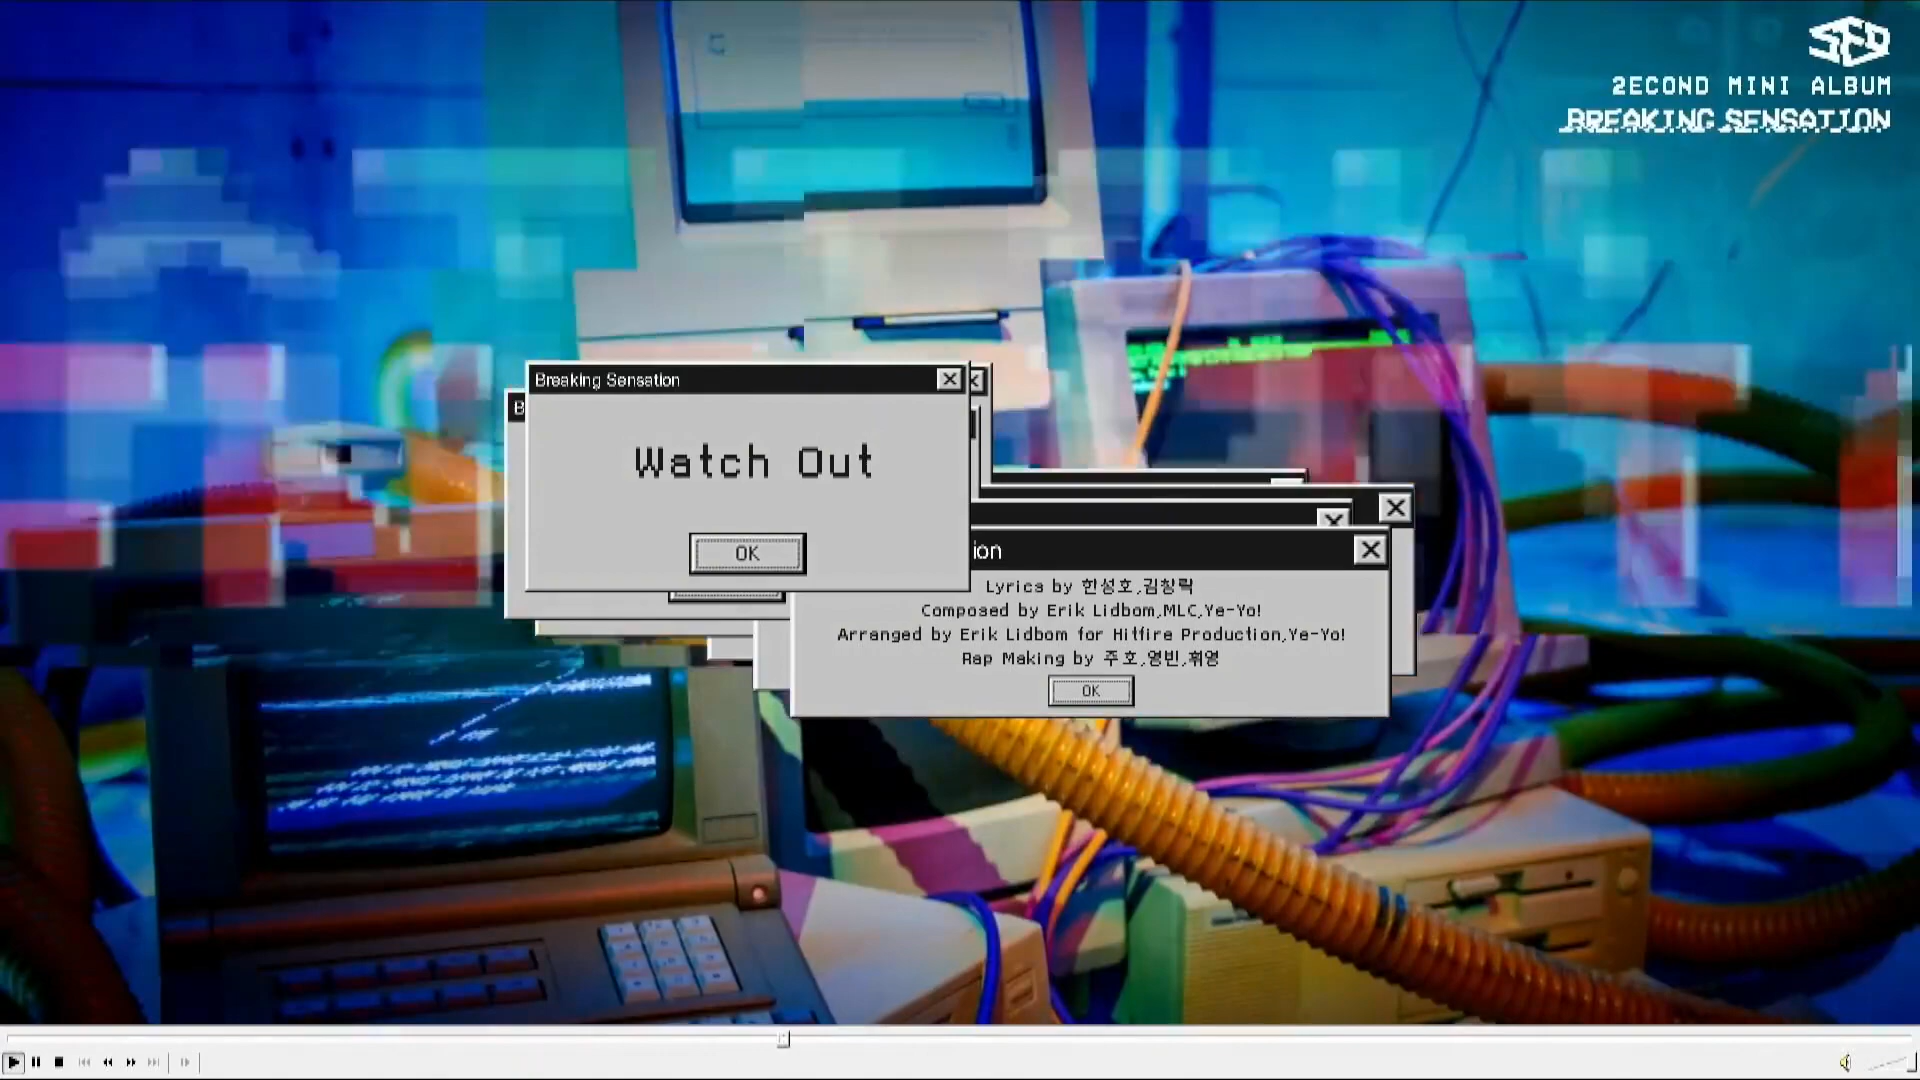 SF9
2ECOND MINI ALBUM
BREAKING SENSATION
Breaking Sensation
B
Watch Out
OK
ion
Lyrics by 한성호,김창락
Composed by Erik Lidbom,MLC,Ye-Yo!
Arranged by Erik Lidbom for Hitfire Production,Ye-Yo!
Rap Making by 주호,영빈,휘영
OK